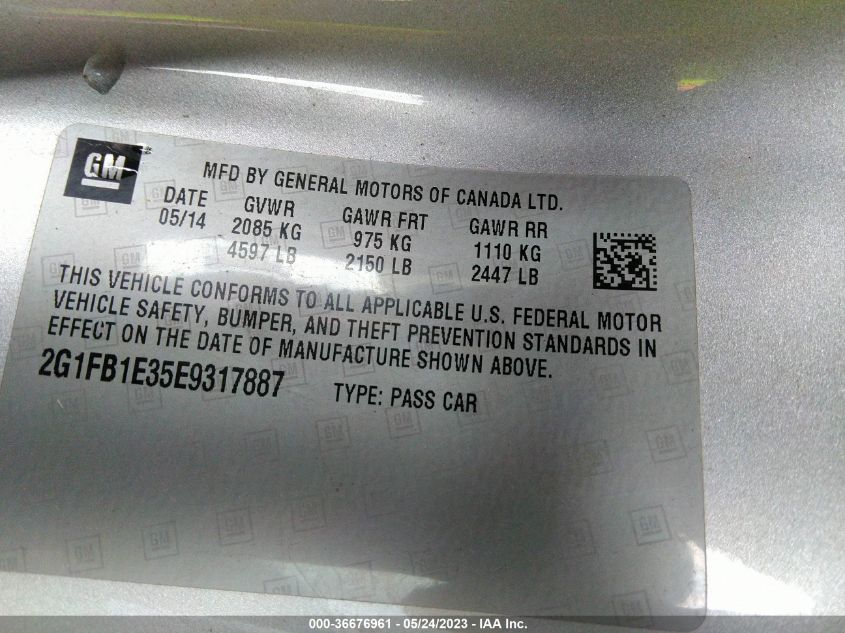 GM
MFD BY GENERAL MOTORS OF CANADA LTD.
DATE GVWR GAWR FRT GAWR RR
05/14 2085 KG 975 KG 1110 KG
4597 LB 2150 LB 2447 LB
THIS VEHICLE CONFORMS TO ALL APPLICABLE U.S. FEDERAL MOTOR
VEHICLE SAFETY, BUMPER, AND THEFT PREVENTION STANDARDS IN
EFFECT ON THE DATE OF MANUFACTURE SHOWN ABOVE.
2G1FB1E35E9317887 TYPE: PASS CAR
000-36676961 - 05/24/2023 - IAA Inc.